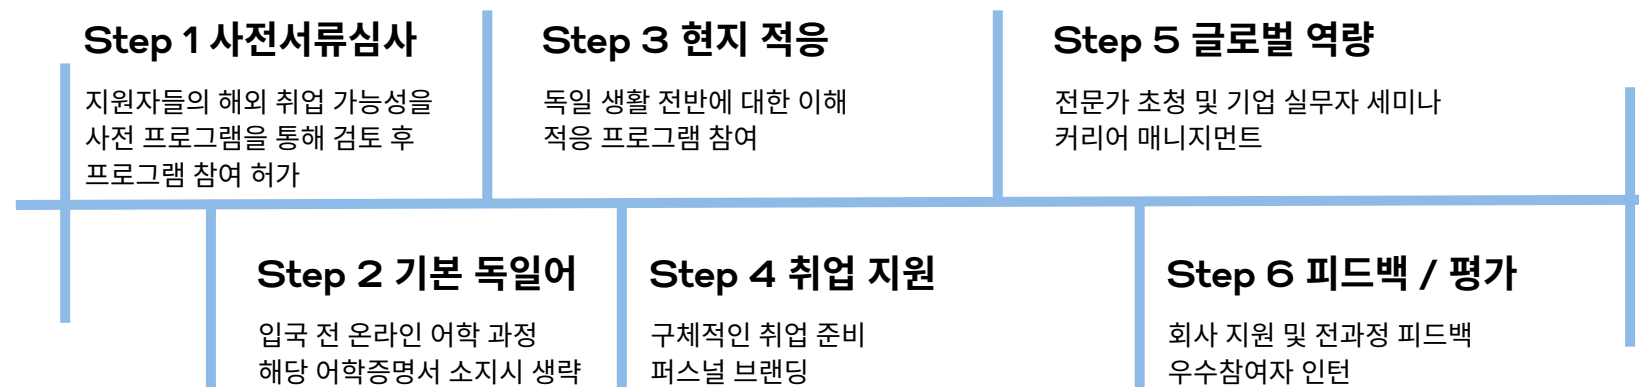 Step 1 사전서류심사
지원자들의 해외 취업 가능성을
사전 프로그램을 통해 검토 후
프로그램 참여 허가
Step 2 기본 독일어
입국 전 온라인 어학 과정
해당 어학증명서 소지시 생략
Step 3 현지 적응
독일 생활 전반에 대한 이해
적응 프로그램 참여
Step 4 취업 지원
구체적인 취업 준비
퍼스널 브랜딩
Step 5 글로벌 역량
전문가 초청 및 기업 실무자 세미나
커리어 매니지먼트
Step 6 피드백 / 평가
회사 지원 및 전과정 피드백
우수참여자 인턴